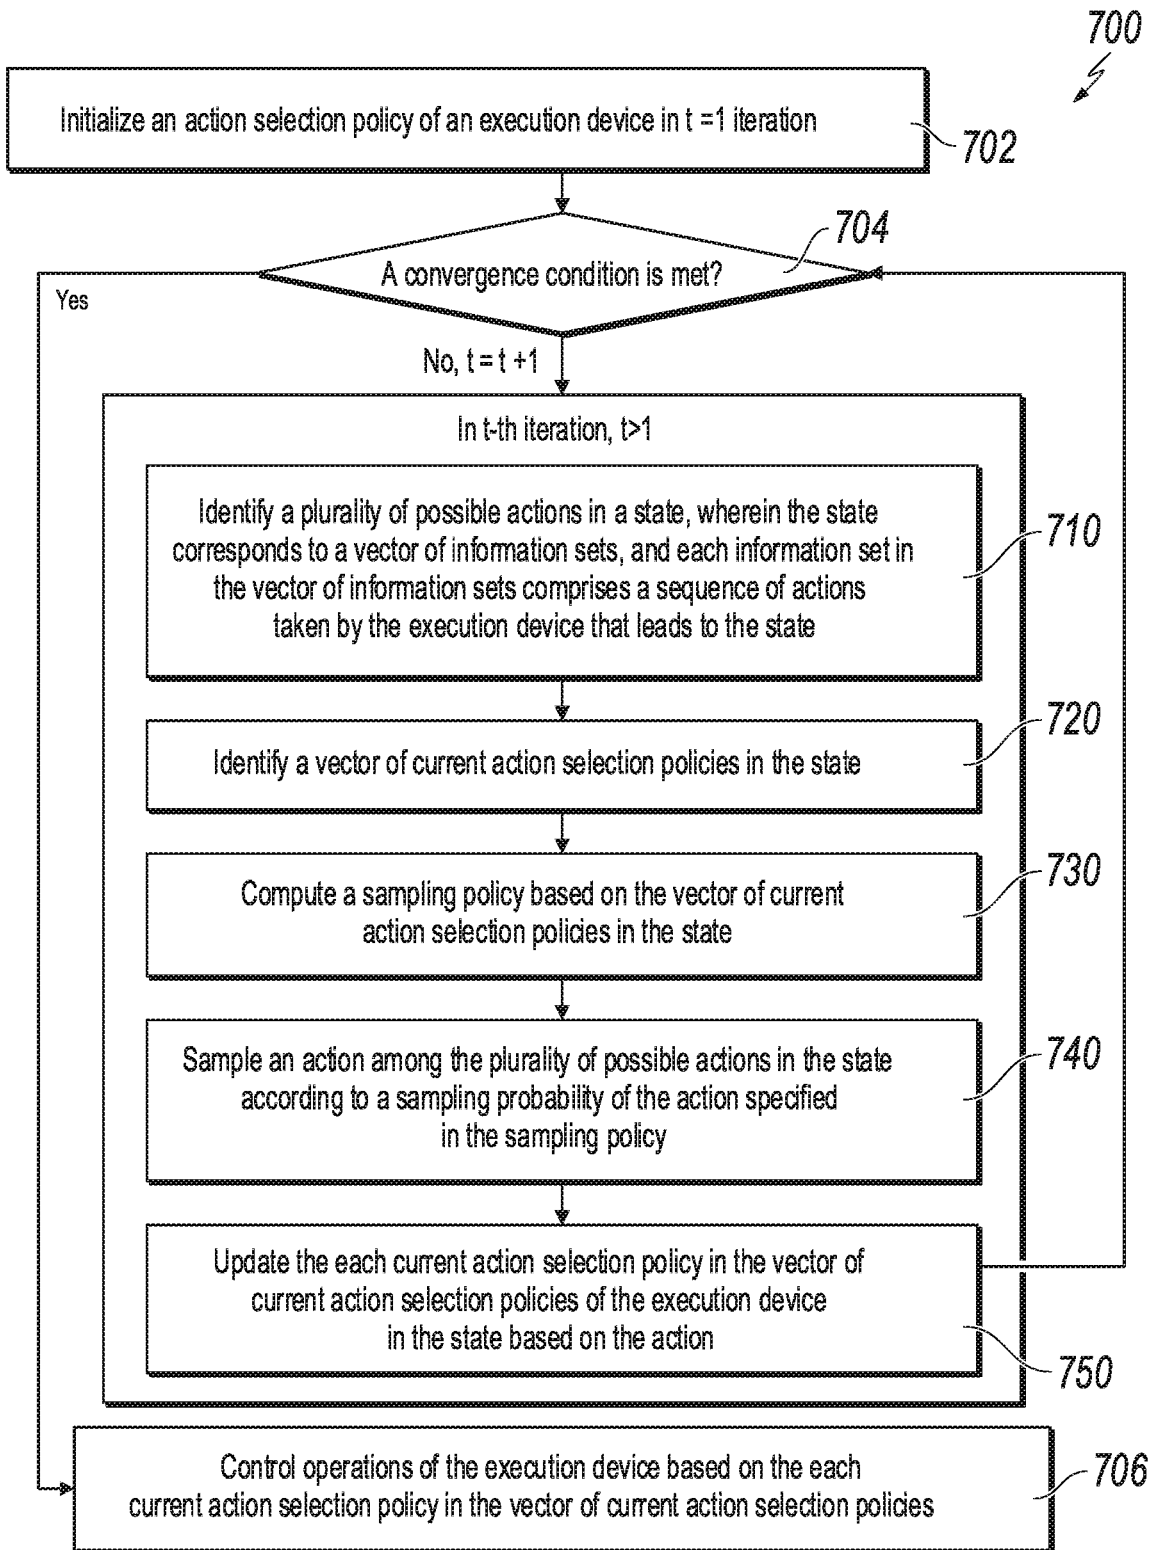 700
Initialize an action selection policy of an execution device in t =1 iteration
702
704
A convergence condition is met?
Yes
No, t = t +1
In t-th iteration, t>1
Identify a plurality of possible actions in a state, wherein the state
corresponds to a vector of information sets, and each information set in
the vector of information sets comprises a sequence of actions
taken by the execution device that leads to the state
710
720
Identify a vector of current action selection policies in the state
730
Compute a sampling policy based on the vector of current
action selection policies in the state
740
Sample an action among the plurality of possible actions in the state
according to a sampling probability of the action specified
in the sampling policy
Update the each current action selection policy in the vector of
current action selection policies of the execution device
in the state based on the action
750
Control operations of the execution device based on the each
current action selection policy in the vector of current action selection policies
706